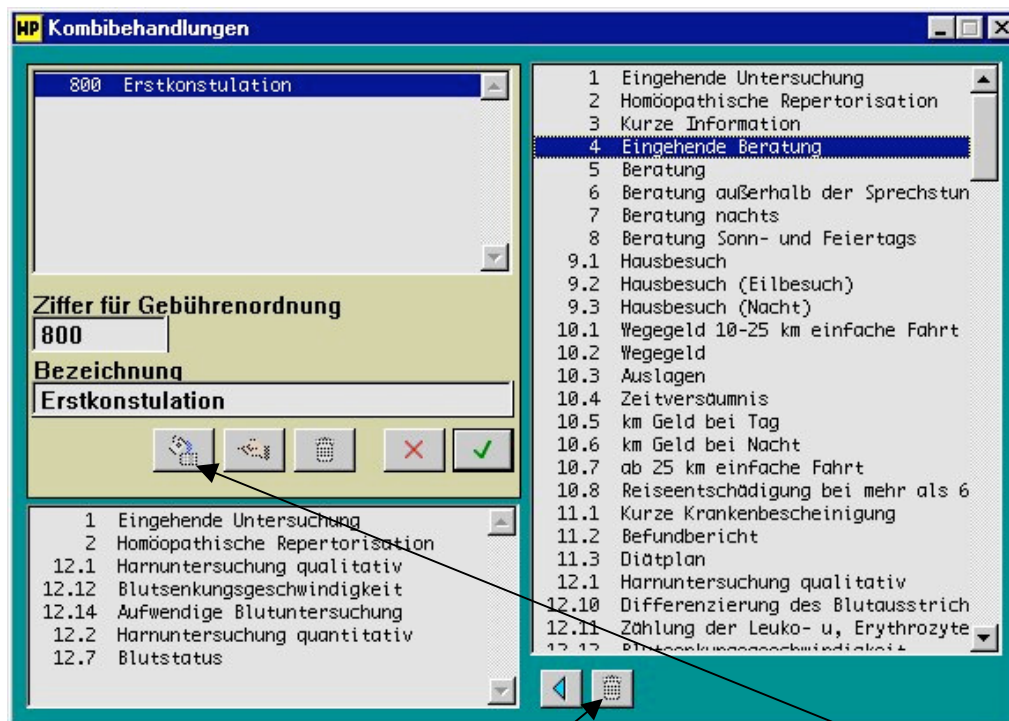 HP Kombibehandlungen
800 Erstkonstulation
Ziffer für Gebührenordnung
800
Bezeichnung
Erstkonstulation
1 Eingehende Untersuchung
2 Homöopathische Repertorisation
12.1 Harnuntersuchung qualitativ
12.12 Blutsenkungsgeschwindigkeit
12.14 Aufwendige Blutuntersuchung
12.2 Harnuntersuchung quantitativ
12.7 Blutstatus
1 Eingehende Untersuchung
2 Homöopathische Repertorisation
3 Kurze Information
4 Eingehende Beratung
5 Beratung
6 Beratung außerhalb der Sprechstun
7 Beratung nachts
8 Beratung Sonn- und Feiertags
9.1 Hausbesuch
9.2 Hausbesuch (Eilbesuch)
9.3 Hausbesuch (Nacht)
10.1 Wegegeld 10-25 km einfache Fahrt
10.2 Wegegeld
10.3 Auslagen
10.4 Zeitversäumnis
10.5 km Geld bei Tag
10.6 km Geld bei Nacht
10.7 ab 25 km einfache Fahrt
10.8 Reiseentschädigung bei mehr als 6
11.1 Kurze Krankenbescheinigung
11.2 Befundbericht
11.3 Diätplan
12.1 Harnuntersuchung qualitativ
12.10 Differenzierung des Blutausstrich
12.11 Zählung der Leuko- u, Erythrozyte
12.12 Blutsenkungsgeschwindigkeit